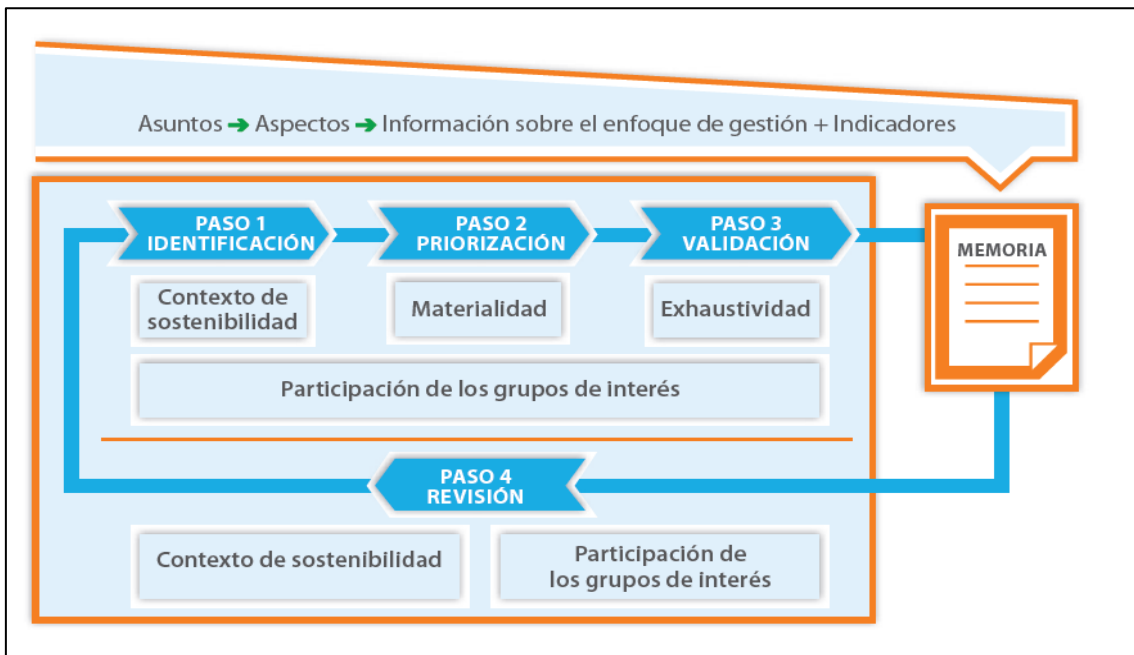 Asuntos ➔ Aspectos ➔ Información sobre el enfoque de gestión + Indicadores
PASO 1
IDENTIFICACIÓN
PASO 2
PRIORIZACIÓN
PASO 3
VALIDACIÓN
MEMORIA
Contexto de
sostenibilidad
Materialidad
Exhaustividad
Participación de los grupos de interés
PASO 4
REVISIÓN
Contexto de sostenibilidad
Participación de
los grupos de interés